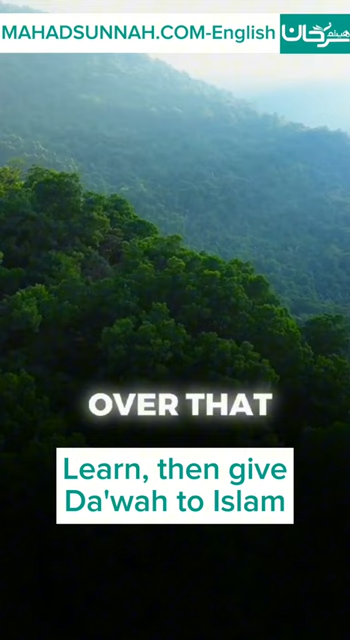 MAHADSUNNAH.COM-English
OVER THAT
Learn, then give
Da'wah to Islam